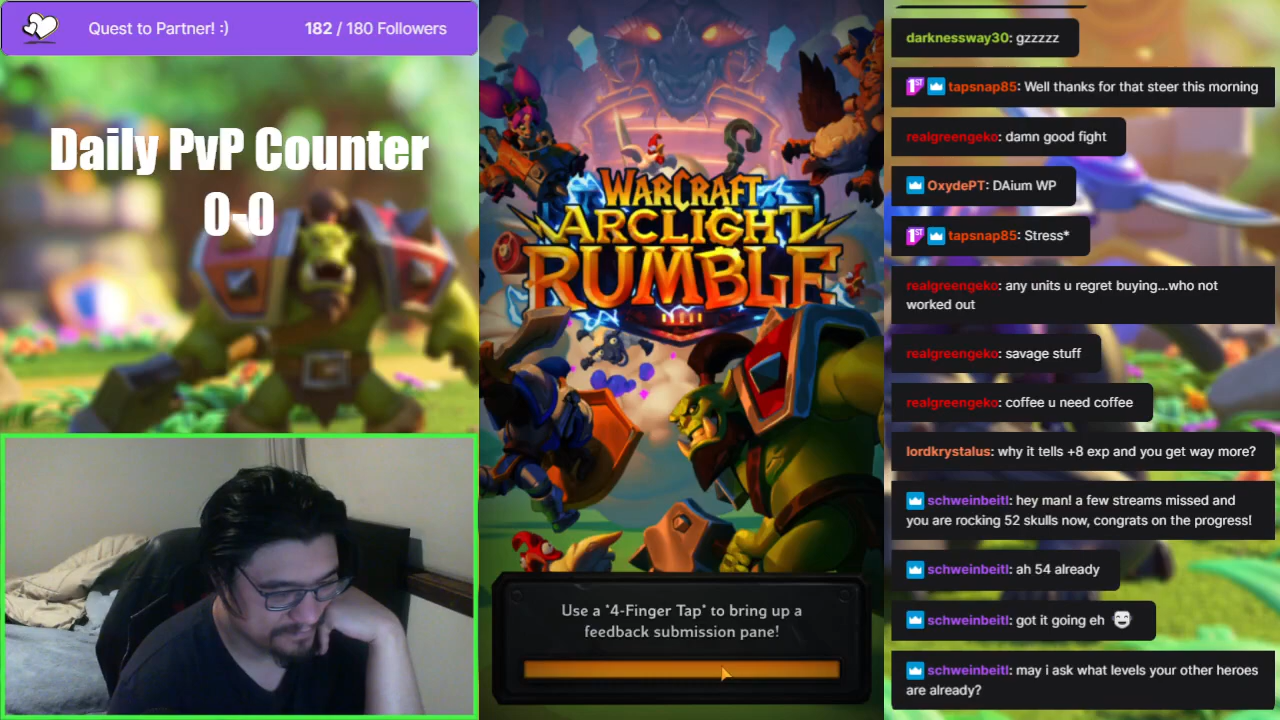 Quest to Partner! :)
182 / 180 Followers
Daily PvP Counter
0-0
WARCRAFT
ARCLIGHT
RUMBLE
Use a "4-Finger Tap" to bring up a
feedback submission pane!
darknessway30: gzzzzz
1ST tapsnap85: Well thanks for that steer this morning
realgreengeko: damn good fight
OxydePT: DAium WP
1ST tapsnap85: Stress*
realgreengeko: any units u regret buying...who not
worked out
realgreengeko: savage stuff
realgreengeko: coffee u need coffee
lordkrystalus: why it tells +8 exp and you get way more?
schweinbeitl: hey man! a few streams missed and
you are rocking 52 skulls now, congrats on the progress!
schweinbeitl: ah 54 already
schweinbeitl: got it going eh
schweinbeitl: may i ask what levels your other heroes
are already?